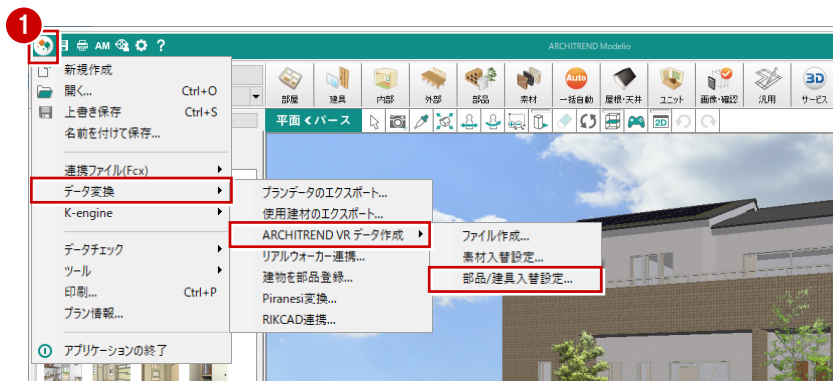 1
AM
?
ARCHITREND Modelio
新規作成
開く... Ctrl+O
上書き保存 Ctrl+S
名前を付けて保存...
連携ファイル(Fcx)
データ変換
K-engine
データチェック
ツール
印刷... Ctrl+P
プラン情報...
アプリケーションの終了
部屋 建具 内部 外部 部品 素材 一括自動 屋根・天井 ユニット 画像・確認 汎用 サービス
Auto
3D
平面 < パース
2D
プランデータのエクスポート...
使用建材のエクスポート...
ARCHITREND VR データ作成
リアルウォーカー連携...
建物を部品登録...
Piranesi変換...
RIKCAD連携...
ファイル作成...
素材入替設定...
部品/建具入替設定...